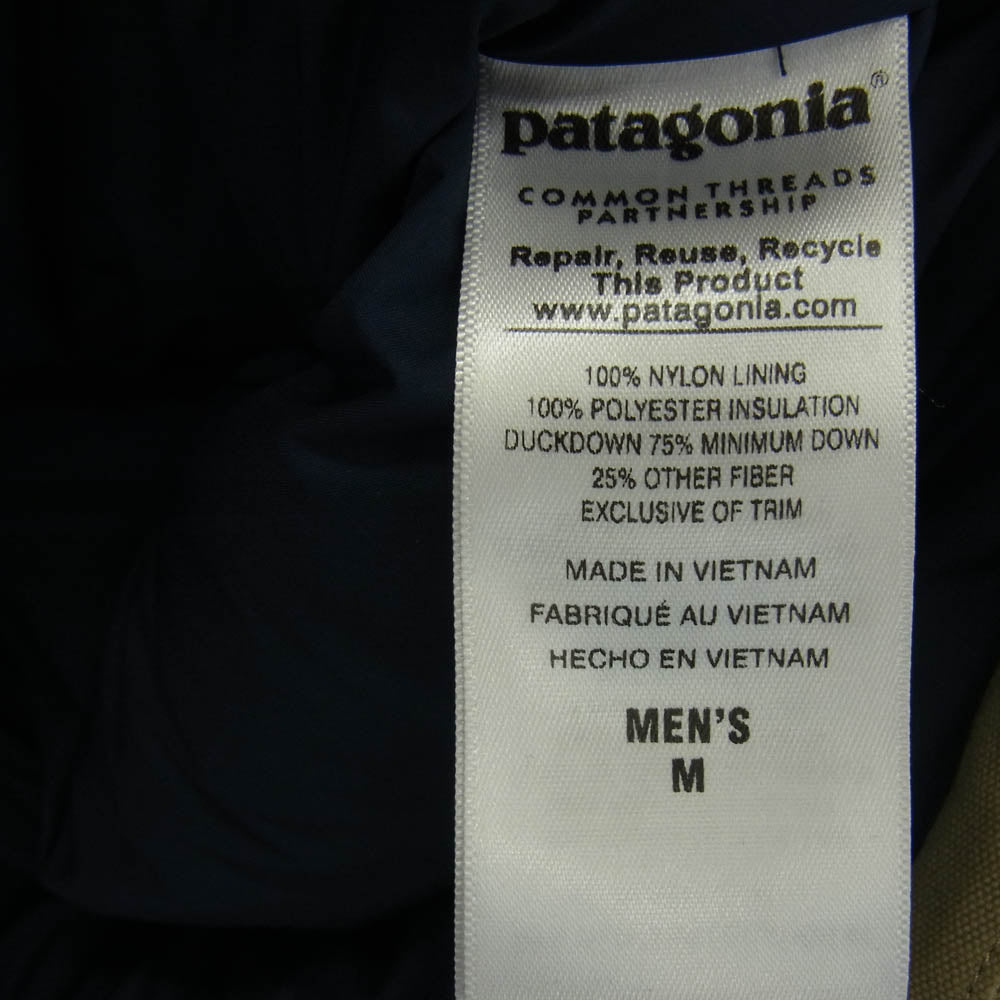 patagonia®
COMMON THREADS
PARTNERSHIP
Repair, Reuse, Recycle
This Product
www.patagonia.com
100% NYLON LINING
100% POLYESTER INSULATION
DUCKDOWN 75% MINIMUM DOWN
25% OTHER FIBER
EXCLUSIVE OF TRIM
MADE IN VIETNAM
FABRIQUÉ AU VIETNAM
HECHO EN VIETNAM
MEN'S
M